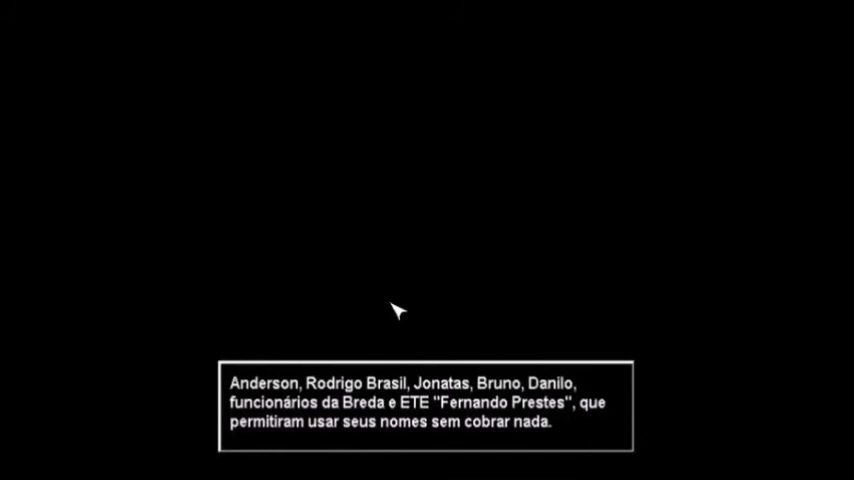 Anderson, Rodrigo Brasil, Jonatas, Bruno, Danilo,
funcionários da Breda e ETE "Fernando Prestes", que
permitiram usar seus nomes sem cobrar nada.